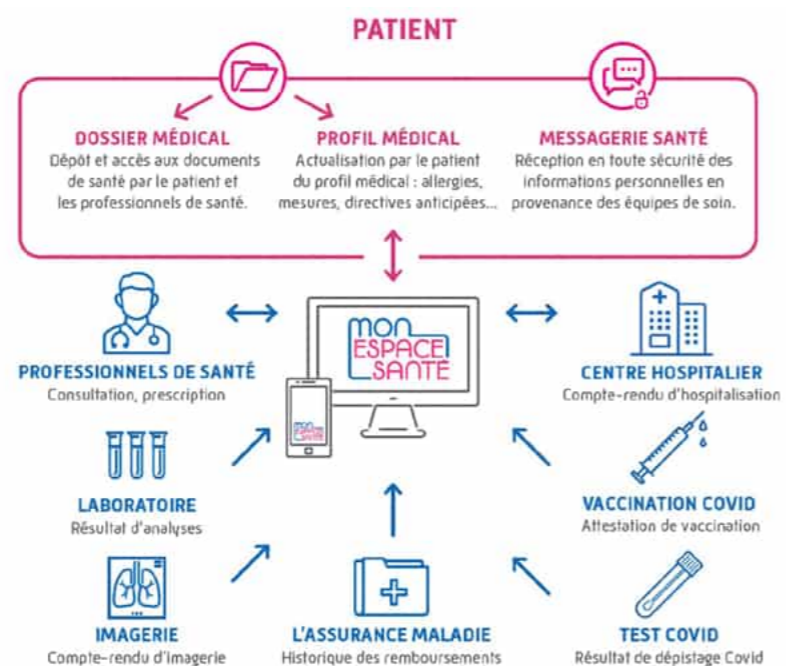 PATIENT
DOSSIER MÉDICAL
Dépôt et accès aux documents
de santé par le patient et
les professionnels de santé.
PROFIL MÉDICAL
Actualisation par le patient
du profil médical : allergies,
mesures, directives anticipées...
MESSAGERIE SANTÉ
Réception en toute sécurité des
informations personnelles en
provenance des équipes de soin.
mon
ESPACE
SANTÉ
mon
ESPACE
SANTÉ
PROFESSIONNELS DE SANTÉ
Consultation, prescription
CENTRE HOSPITALIER
Compte-rendu d'hospitalisation
LABORATOIRE
Résultat d'analyses
VACCINATION COVID
Attestation de vaccination
IMAGERIE
Compte-rendu d'imagerie
L'ASSURANCE MALADIE
Historique des remboursements
TEST COVID
Résultat de dépistage Covid